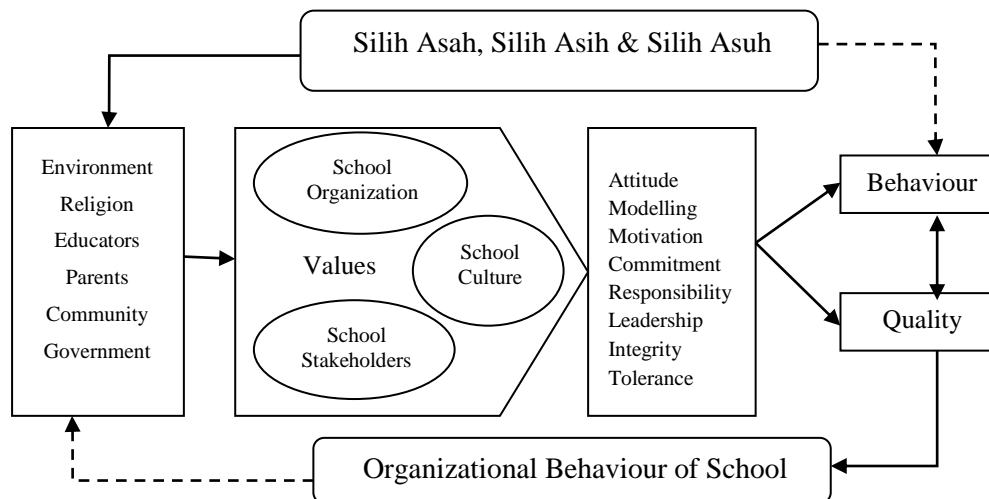 Silih Asah, Silih Asih & Silih Asuh
Environment
Religion
Educators
Parents
Community
Government
School
Organization
Values
School
Culture
School
Stakeholders
Attitude
Modelling
Motivation
Commitment
Responsibility
Leadership
Integrity
Tolerance
Behaviour
Quality
Organizational Behaviour of School